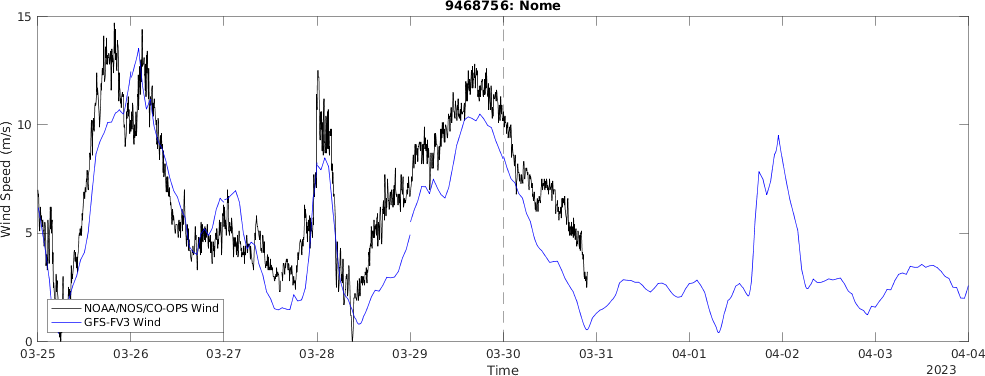 9468756: Nome
Wind Speed (m/s)
15
10
5
0
NOAA/NOS/CO-OPS Wind
GFS-FV3 Wind
03-25 03-26 03-27 03-28 03-29 03-30 03-31 04-01 04-02 04-03 04-04
Time
2023